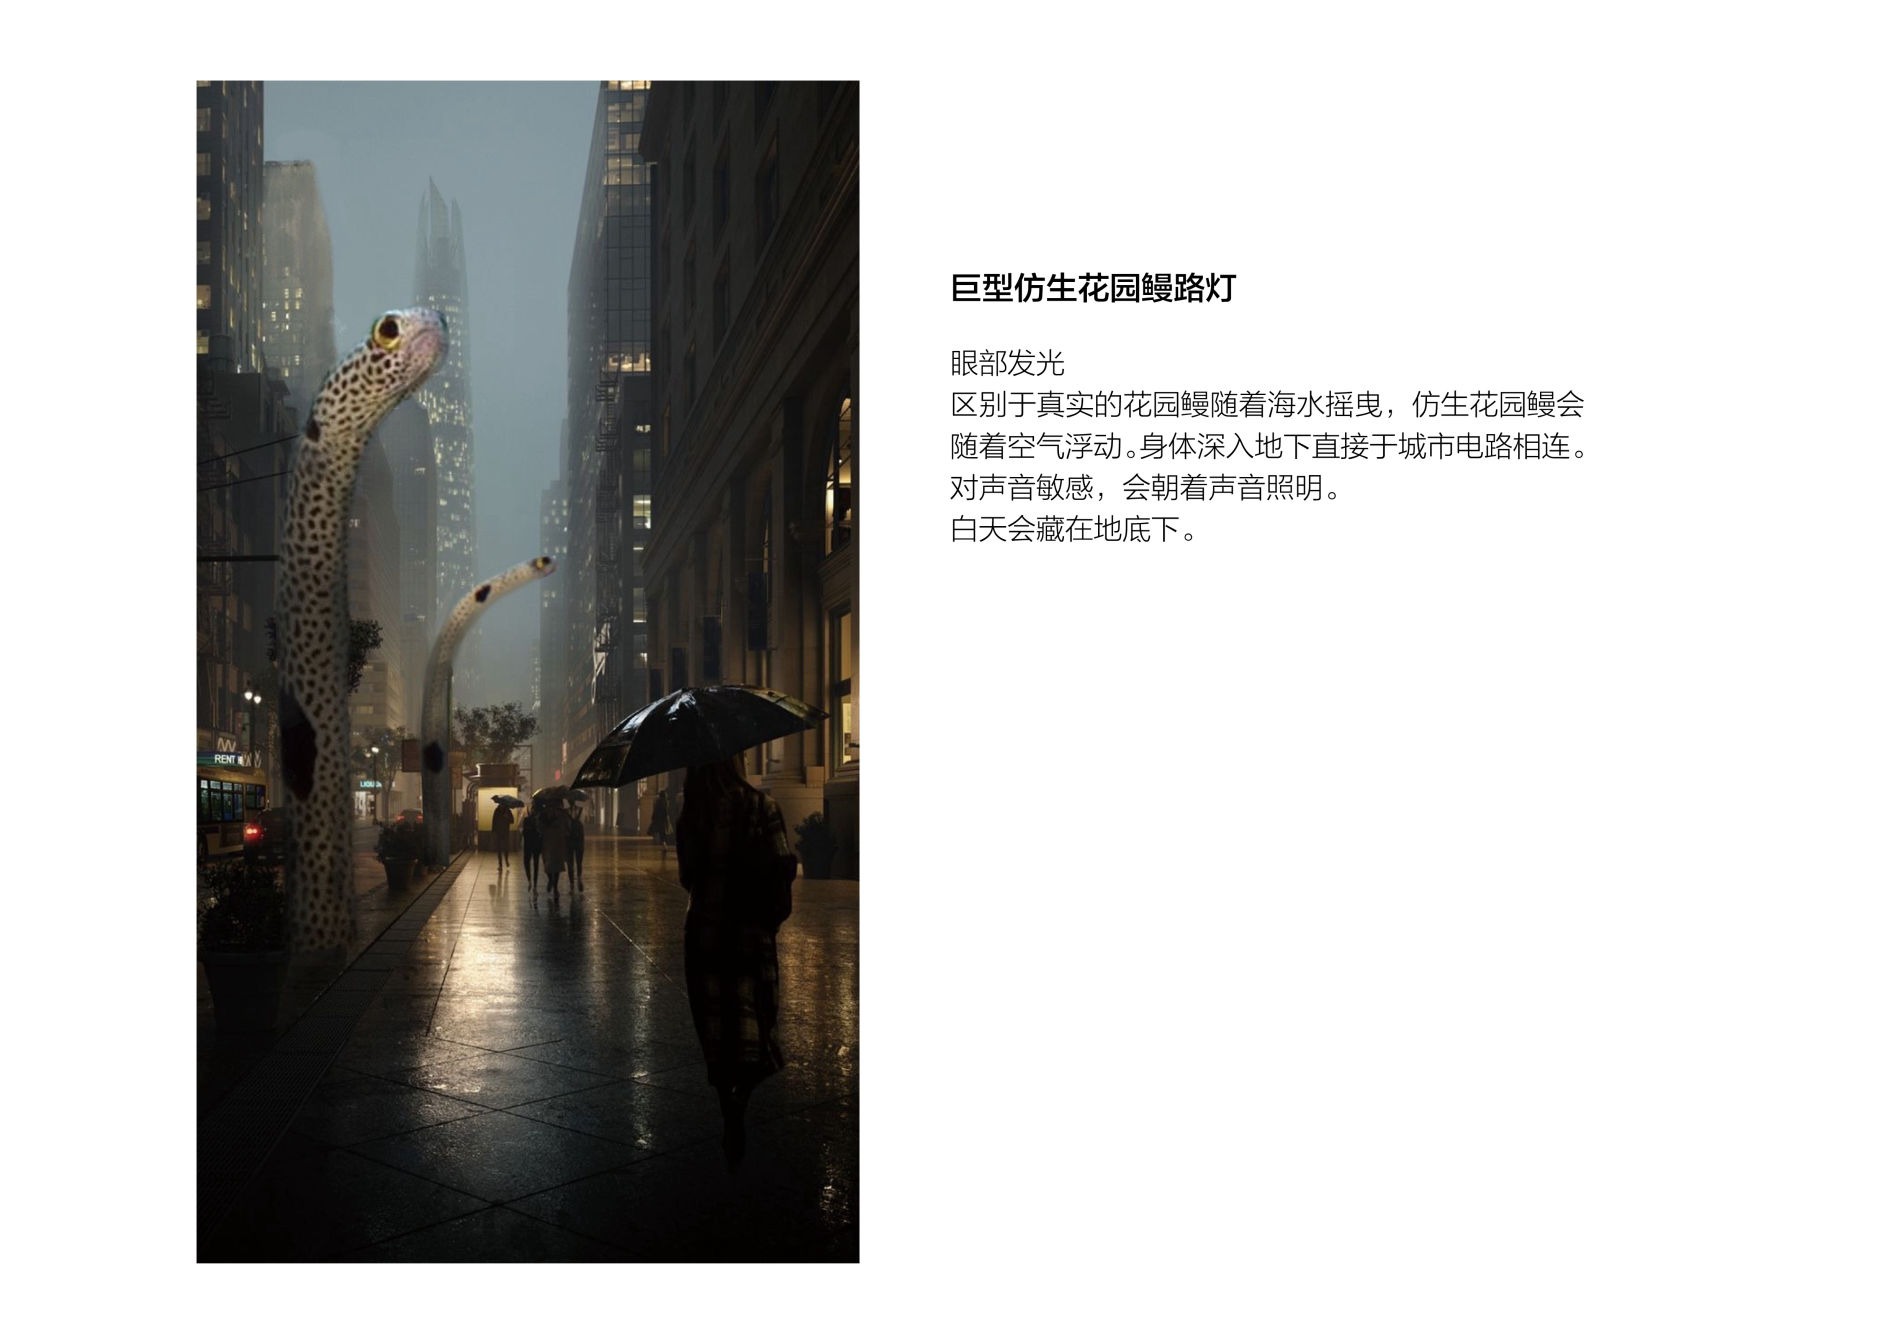 巨型仿生花园鳗路灯
眼部发光
区别于真实的花园鳗随着海水摇曳，仿生花园鳗会
随着空气浮动。身体深入地下直接于城市电路相连。
对声音敏感，会朝着声音照明。
白天会藏在地底下。
RENT